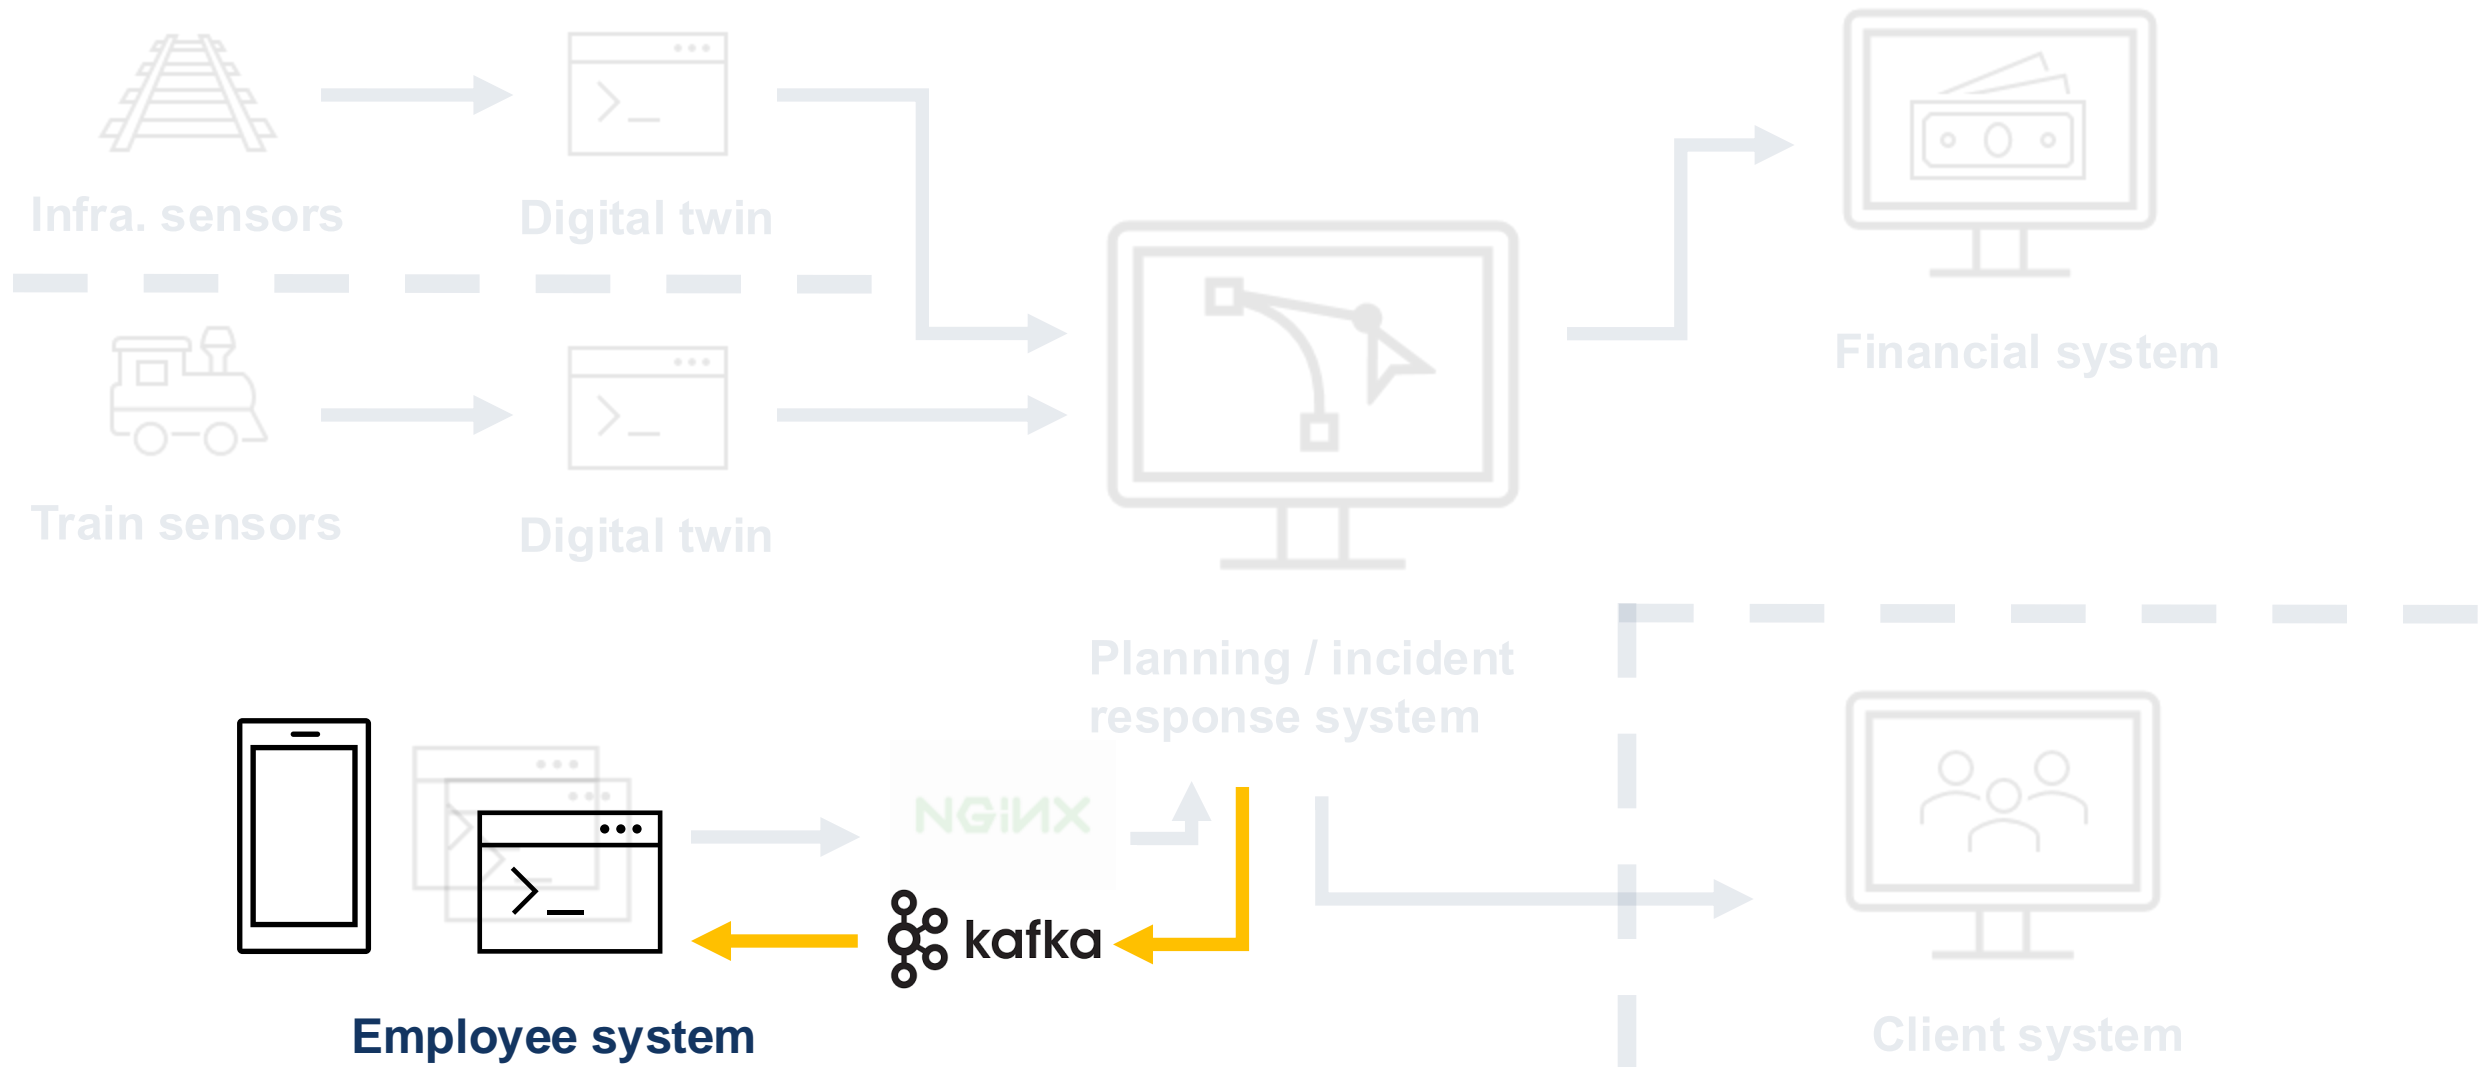 Infra. sensors
Digital twin
Train sensors
Digital twin
Financial system
Planning / incident
response system
NGiNX
kafka
Employee system
Client system